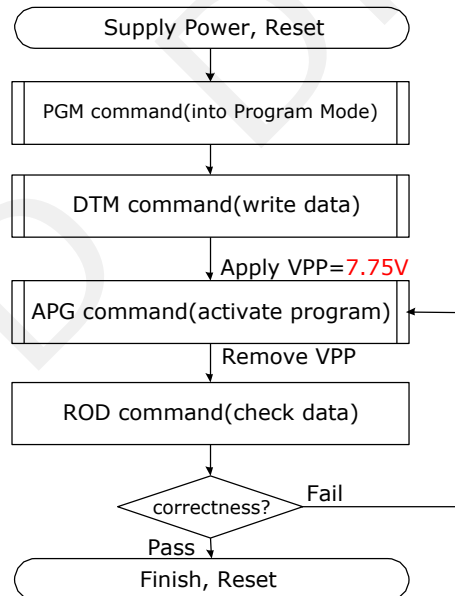 Supply Power, Reset
PGM command(into Program Mode)
DTM command(write data)
Apply VPP=7.75V
APG command(activate program)
Remove VPP
ROD command(check data)
correctness?
Fail
Pass
Finish, Reset